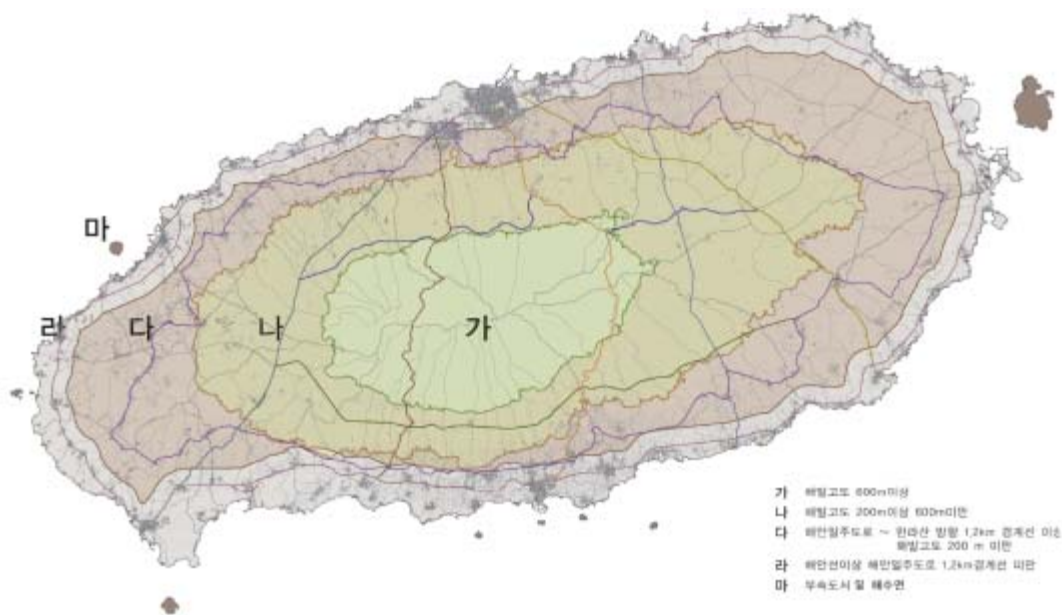 마
라 다 나 가
가 해발고도 600m이상
나 해발고도 200m이상 600m미만
다 해안일주도로 ~ 한라산 방향 1.2km 경계선 이상
해발고도 200 m 미만
라 해안선이상 해안일주도로 1.2km경계선 미만
마 부속도서 및 해수면